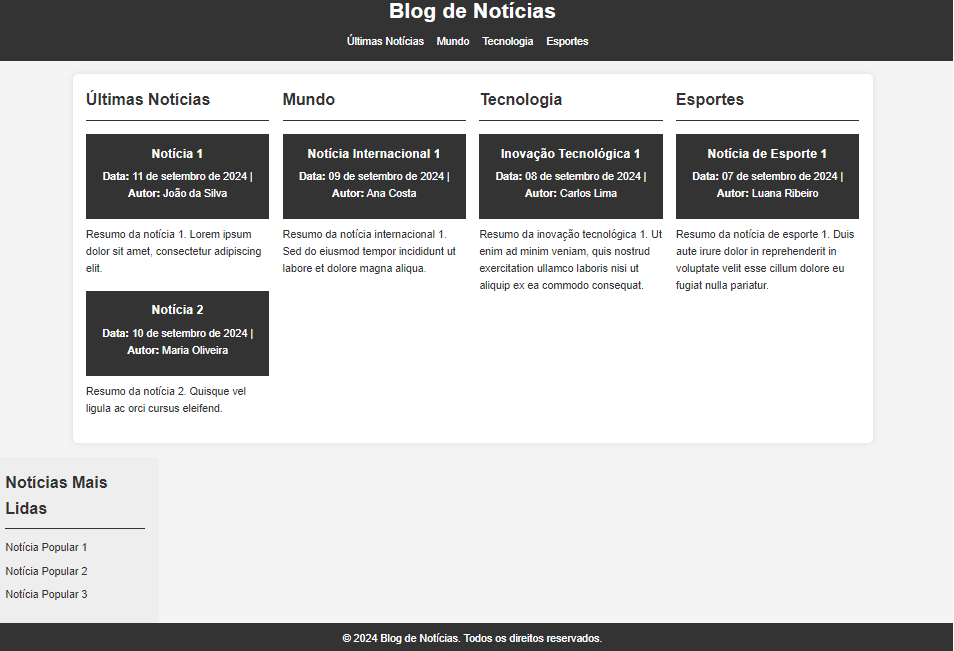 Blog de Notícias
Últimas Notícias Mundo Tecnologia Esportes
Últimas Notícias
Notícia 1
Data: 11 de setembro de 2024 |
Autor: João da Silva
Resumo da notícia 1. Lorem ipsum
dolor sit amet, consectetur adipiscing
elit.
Notícia 2
Data: 10 de setembro de 2024 |
Autor: Maria Oliveira
Resumo da notícia 2. Quisque vel
ligula ac orci cursus eleifend.
Mundo
Notícia Internacional 1
Data: 09 de setembro de 2024 |
Autor: Ana Costa
Resumo da notícia internacional 1.
Sed do eiusmod tempor incididunt ut
labore et dolore magna aliqua.
Tecnologia
Inovação Tecnológica 1
Data: 08 de setembro de 2024 |
Autor: Carlos Lima
Resumo da inovação tecnológica 1. Ut
enim ad minim veniam, quis nostrud
exercitation ullamco laboris nisi ut
aliquip ex ea commodo consequat.
Esportes
Notícia de Esporte 1
Data: 07 de setembro de 2024 |
Autor: Luana Ribeiro
Resumo da notícia de esporte 1. Duis
aute irure dolor in reprehenderit in
voluptate velit esse cillum dolore eu
fugiat nulla pariatur.
Notícias Mais
Lidas
Notícia Popular 1
Notícia Popular 2
Notícia Popular 3
© 2024 Blog de Notícias. Todos os direitos reservados.